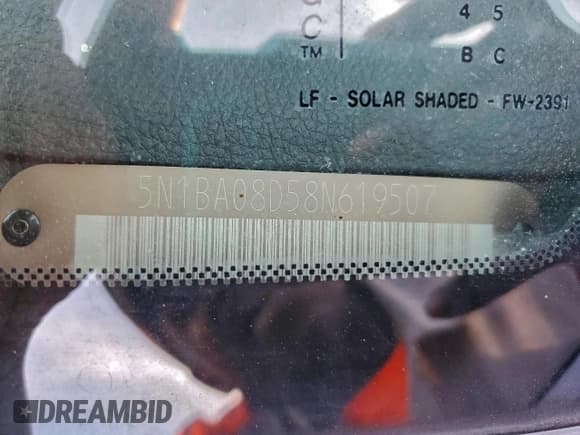 C
TM
4 5
B C
LF - SOLAR SHADED - FW-2391
5N1BA08D58N619507
DREAMBID